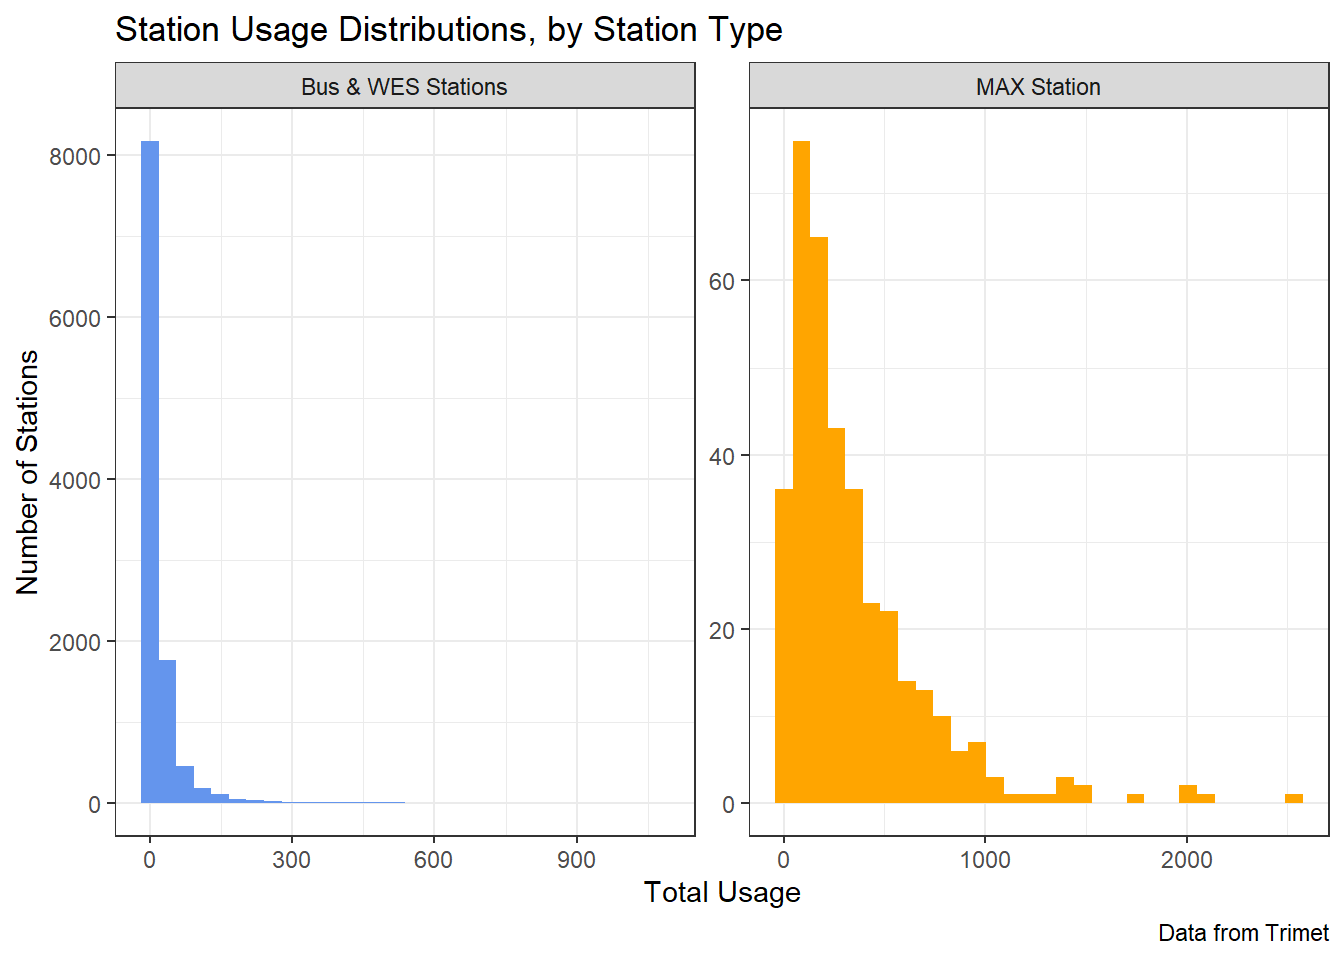 Station Usage Distributions, by Station Type
Bus & WES Stations
MAX Station
Number of Stations
8000
6000
4000
2000
0
60
40
20
0
0 300 600 900
0 1000 2000
Total Usage
Data from Trimet